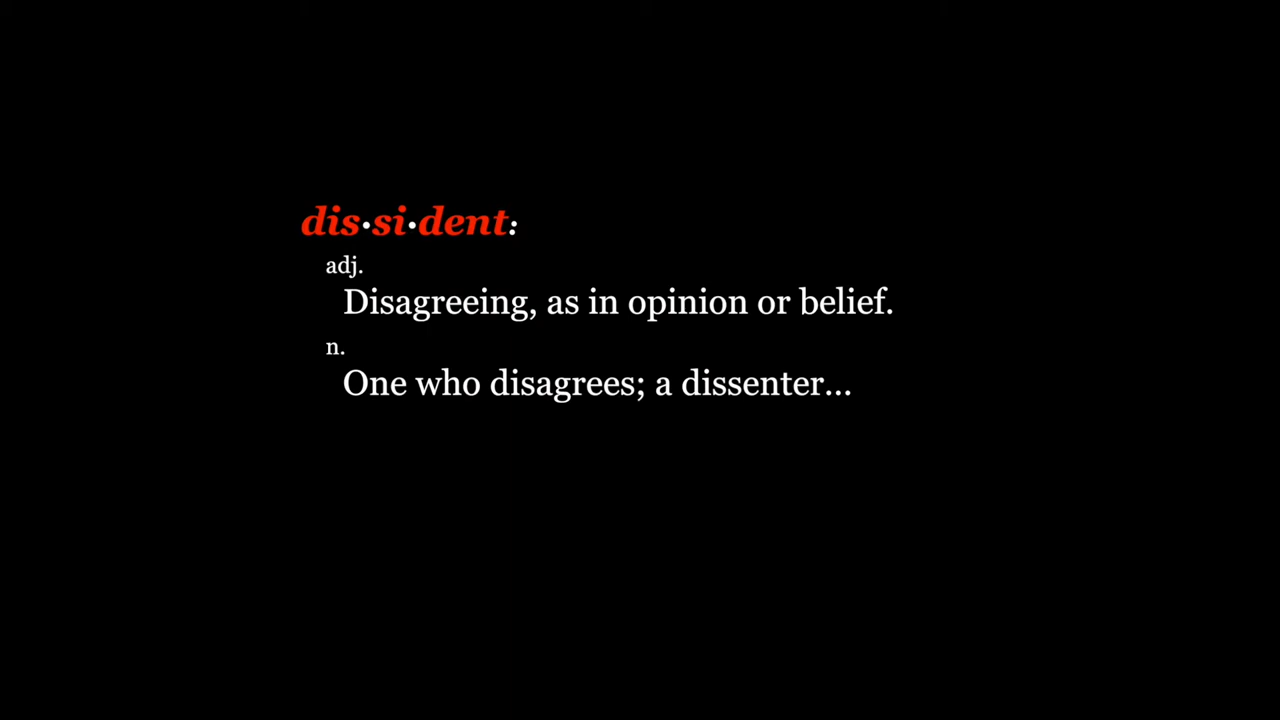 dis·si·dent:
adj.
Disagreeing, as in opinion or belief.
n.
One who disagrees; a dissenter...